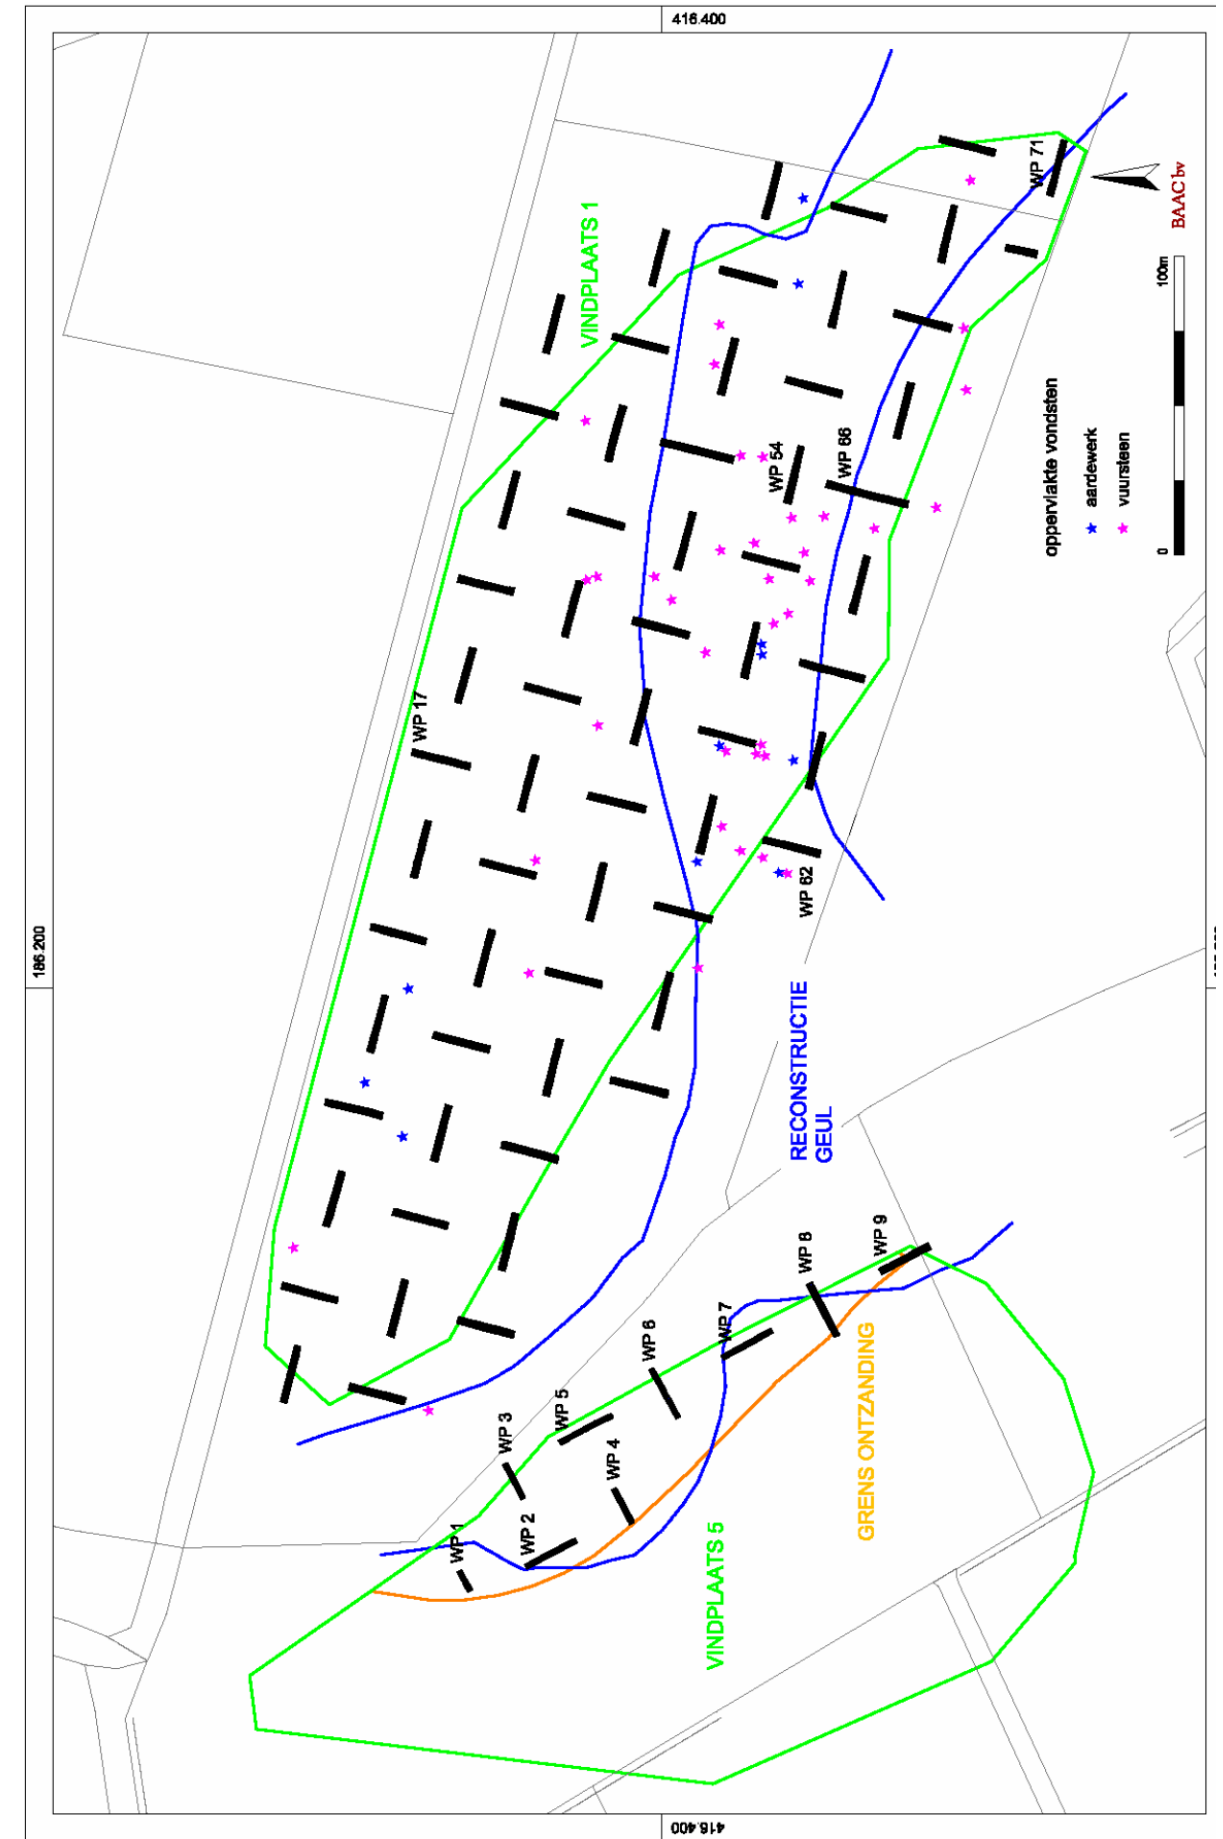 416.400
186.200
VINDPLAATS 1
WP 71
BAAC bv
0
100m
oppervlakte vondsten
aardewerk
vuursteen
WP 54
WP 66
WP 17
WP 62
RECONSTRUCTIE
GEUL
WP 9
WP 8
WP 7
WP 6
WP 5
WP 3
WP 4
WP 2
WP 1
GRENS ONTZANDING
VINDPLAATS 5
416.400